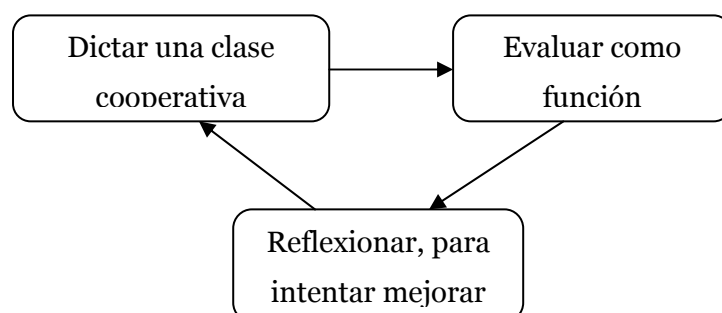 Dictar una clase
cooperativa
Evaluar como
función
Reflexionar, para
intentar mejorar